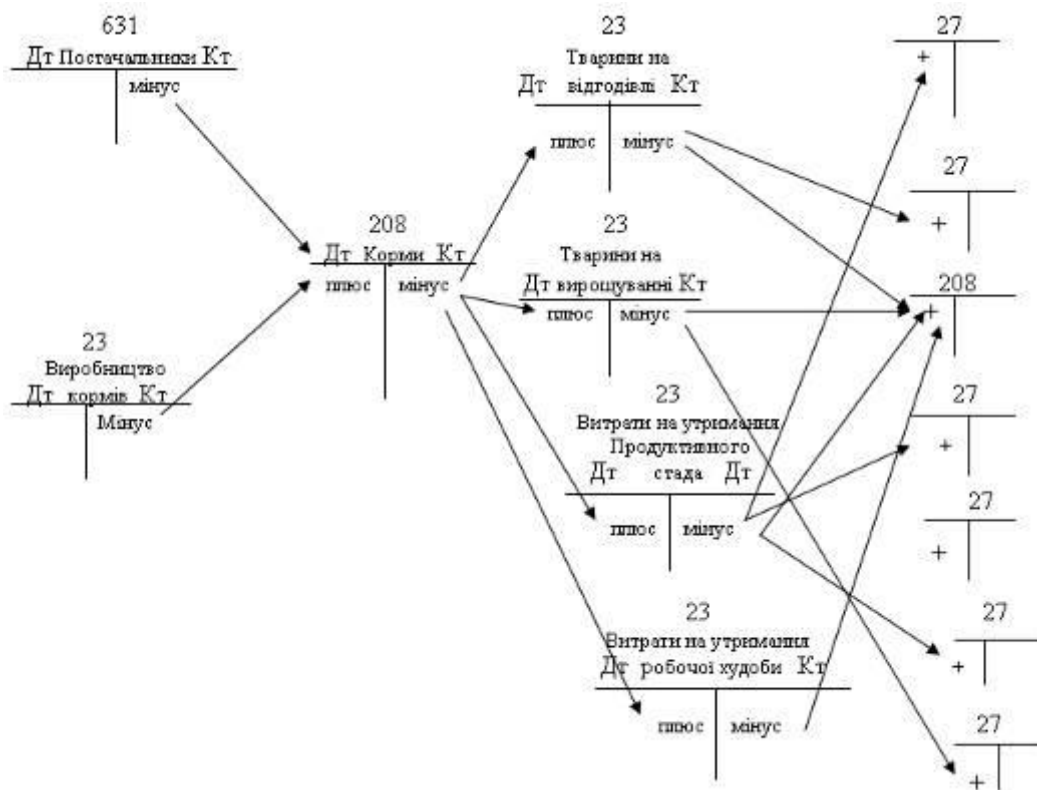 631
Дт Постачальники Кт
мінус
23
Виробництво
Дт кормів Кт
Мінус
208
Дт Корми Кт
плюс мінус
23
Тварини на
Дт відгодівлі Кт
плюс мінус
23
Тварини на
Дт вирощуванні Кт
плюс мінус
23
Витрати на утримання
Продуктивного
Дт стада Дт
плюс мінус
23
Витрати на утримання
Дт робочої худоби Кт
плюс мінус
27
+
27
+
208
+
27
+
27
+
27
+
27
+